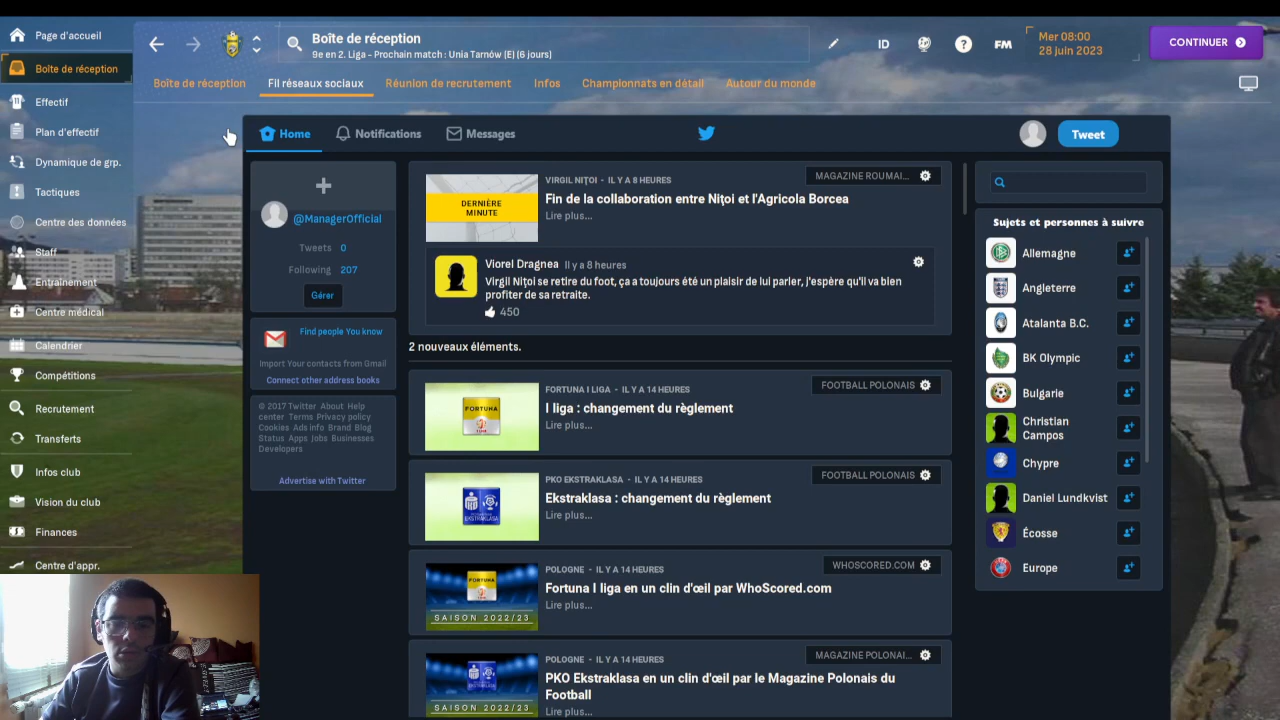 Page d'accueil
Boîte de réception
Effectif
Plan d'effectif
Dynamique de grp.
Tactiques
Centre des données
Staff
Entraînement
Centre médical
Calendrier
Compétitions
Recrutement
Transferts
Infos club
Vision du club
Finances
Centre d'appr.
Boîte de réception
9e en 2. Liga - Prochain match : Unia Tarnów (E) (6 jours)
ID
?
FM
Mer 08:00
28 juin 2023
CONTINUER
Boîte de réception
Fil réseaux sociaux
Réunion de recrutement
Infos
Championnats en détail
Autour du monde
Home
Notifications
Messages
Tweet
@ManagerOfficial
Tweets 0
Following 207
Gérer
Find people You know
Import Your contacts from Gmail
Connect other address books
© 2017 Twitter About Help
center Terms Privacy policy
Cookies Ads info Brand Blog
Status Apps Jobs Businesses
Developers
Advertise with Twitter
DERNIÈRE
MINUTE
VIRGIL NIȚOI - IL Y A 8 HEURES
MAGAZINE ROUMAI...
Fin de la collaboration entre Nițoi et l'Agricola Borcea
Lire plus...
Viorel Dragnea Il y a 8 heures
Virgil Nițoi se retire du foot, ça a toujours été un plaisir de lui parler, j'espère qu'il va bien
profiter de sa retraite.
450
2 nouveaux éléments.
FORTUNA
FORTUNA I LIGA - IL Y A 14 HEURES
FOOTBALL POLONAIS
I liga : changement du règlement
Lire plus...
EKSTRAKLASA
PKO EKSTRAKLASA - IL Y A 14 HEURES
FOOTBALL POLONAIS
Ekstraklasa : changement du règlement
Lire plus...
FORTUNA
SAISON 2022/23
POLOGNE - IL Y A 14 HEURES
WHOSCORED.COM
Fortuna I liga en un clin d'œil par WhoScored.com
Lire plus...
SAISON 2022/23
POLOGNE - IL Y A 14 HEURES
MAGAZINE POLONAI...
PKO Ekstraklasa en un clin d'œil par le Magazine Polonais du
Football
Lire plus...
Sujets et personnes à suivre
Allemagne
Angleterre
Atalanta B.C.
BK Olympic
Bulgarie
Christian
Campos
Chypre
Daniel Lundkvist
Écosse
Europe